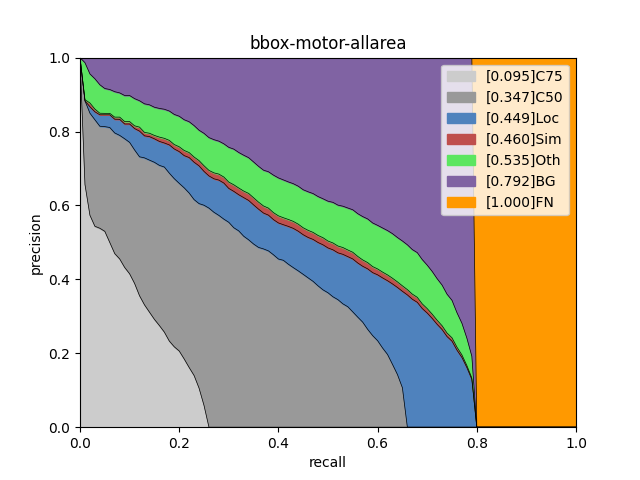 bbox-motor-allarea
1.0
0.8
0.6
0.4
0.2
0.0
precision
[0.095]C75
[0.347]C50
[0.449]Loc
[0.460]Sim
[0.535]Oth
[0.792]BG
[1.000]FN
0.0 0.2 0.4 0.6 0.8 1.0
recall